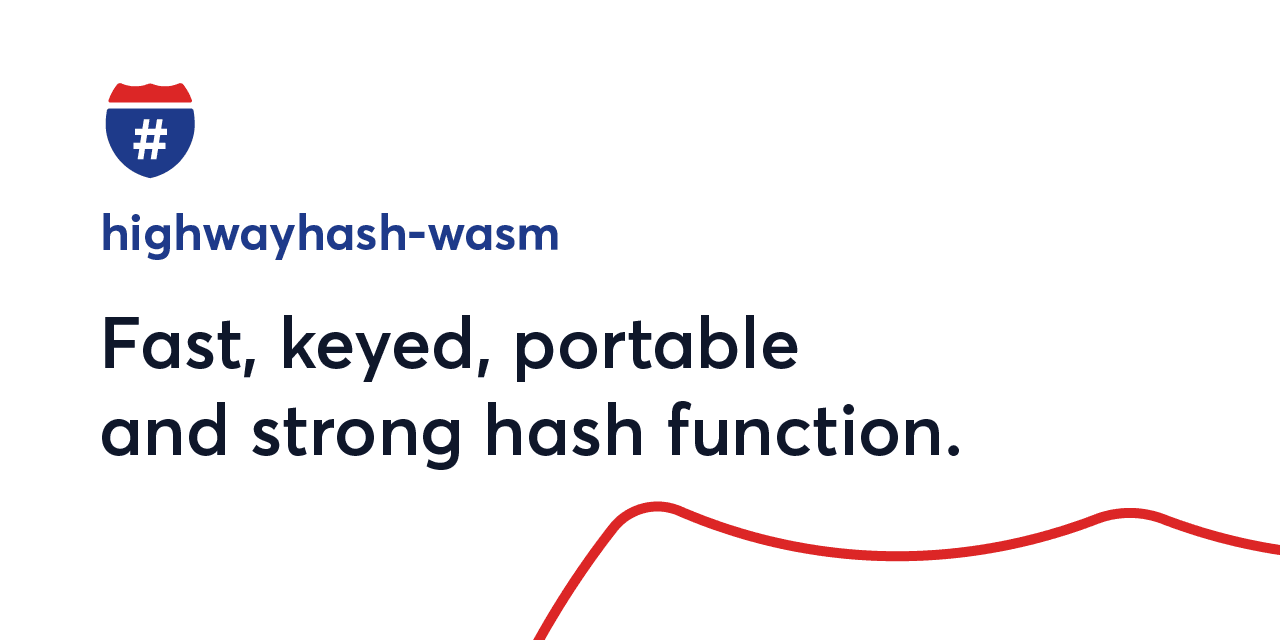 #
highwayhash-wasm
Fast, keyed, portable
and strong hash function.